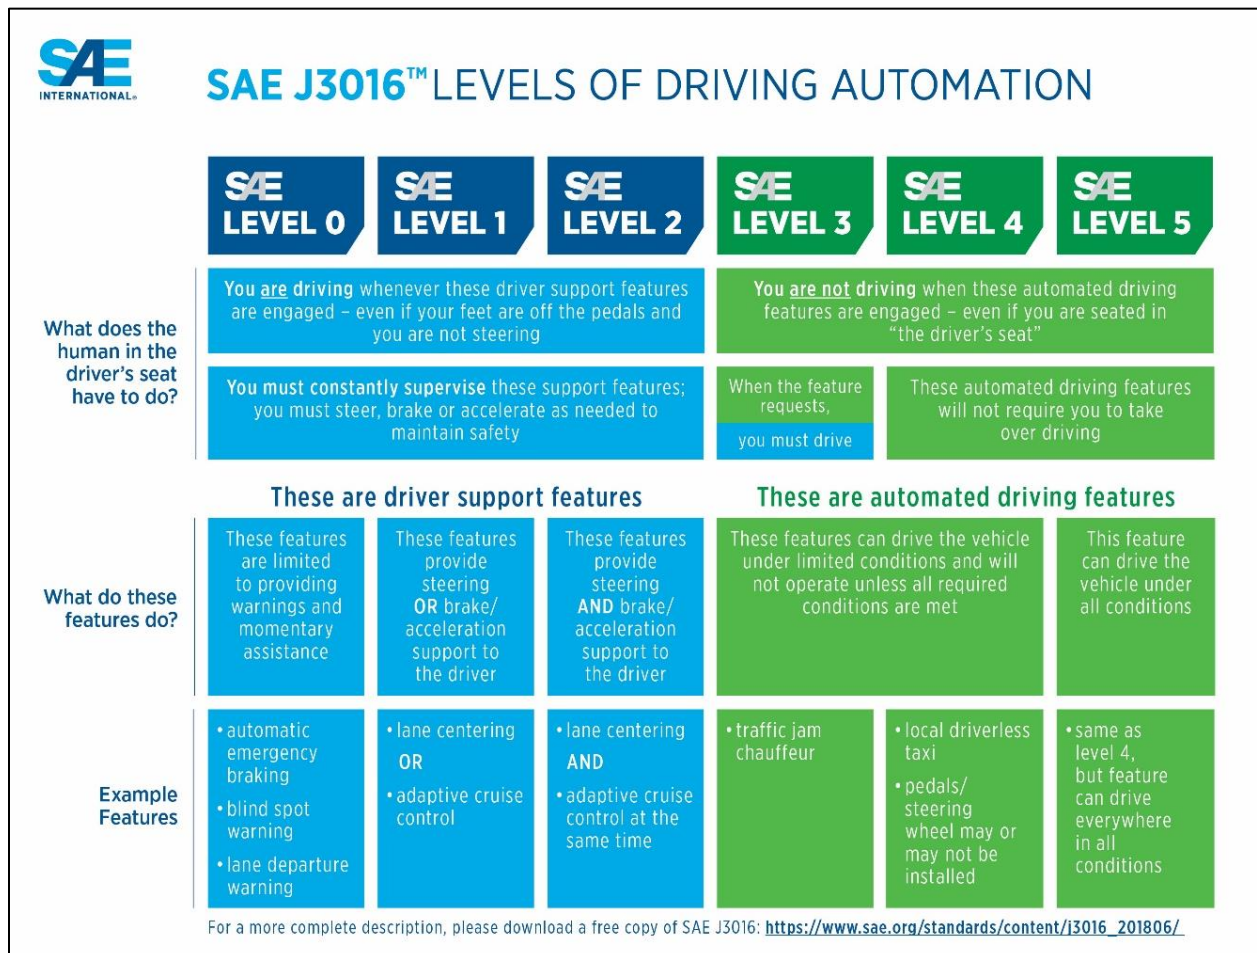 SAE
INTERNATIONAL®
SAE J3016™ LEVELS OF DRIVING AUTOMATION
SAE
LEVEL 0
SAE
LEVEL 1
SAE
LEVEL 2
SAE
LEVEL 3
SAE
LEVEL 4
SAE
LEVEL 5
What does the
human in the
driver's seat
have to do?
You are driving whenever these driver support features
are engaged – even if your feet are off the pedals and
you are not steering
You are not driving when these automated driving
features are engaged – even if you are seated in
“the driver's seat”
You must constantly supervise these support features;
you must steer, brake or accelerate as needed to
maintain safety
When the feature
requests,
you must drive
These automated driving features
will not require you to take
over driving
These are driver support features
These are automated driving features
What do these
features do?
These features
are limited
to providing
warnings and
momentary
assistance
These features
provide
steering
OR brake/
acceleration
support to
the driver
These features
provide
steering
AND brake/
acceleration
support to
the driver
These features can drive the vehicle
under limited conditions and will
not operate unless all required
conditions are met
This feature
can drive the
vehicle under
all conditions
Example
Features
• automatic
emergency
braking
• blind spot
warning
• lane departure
warning
• lane centering
OR
• adaptive cruise
control
• lane centering
AND
• adaptive cruise
control at the
same time
• traffic jam
chauffeur
• local driverless
taxi
• pedals/
steering
wheel may or
may not be
installed
• same as
level 4,
but feature
can drive
everywhere
in all
conditions
For a more complete description, please download a free copy of SAE J3016: https://www.sae.org/standards/content/j3016_201806/